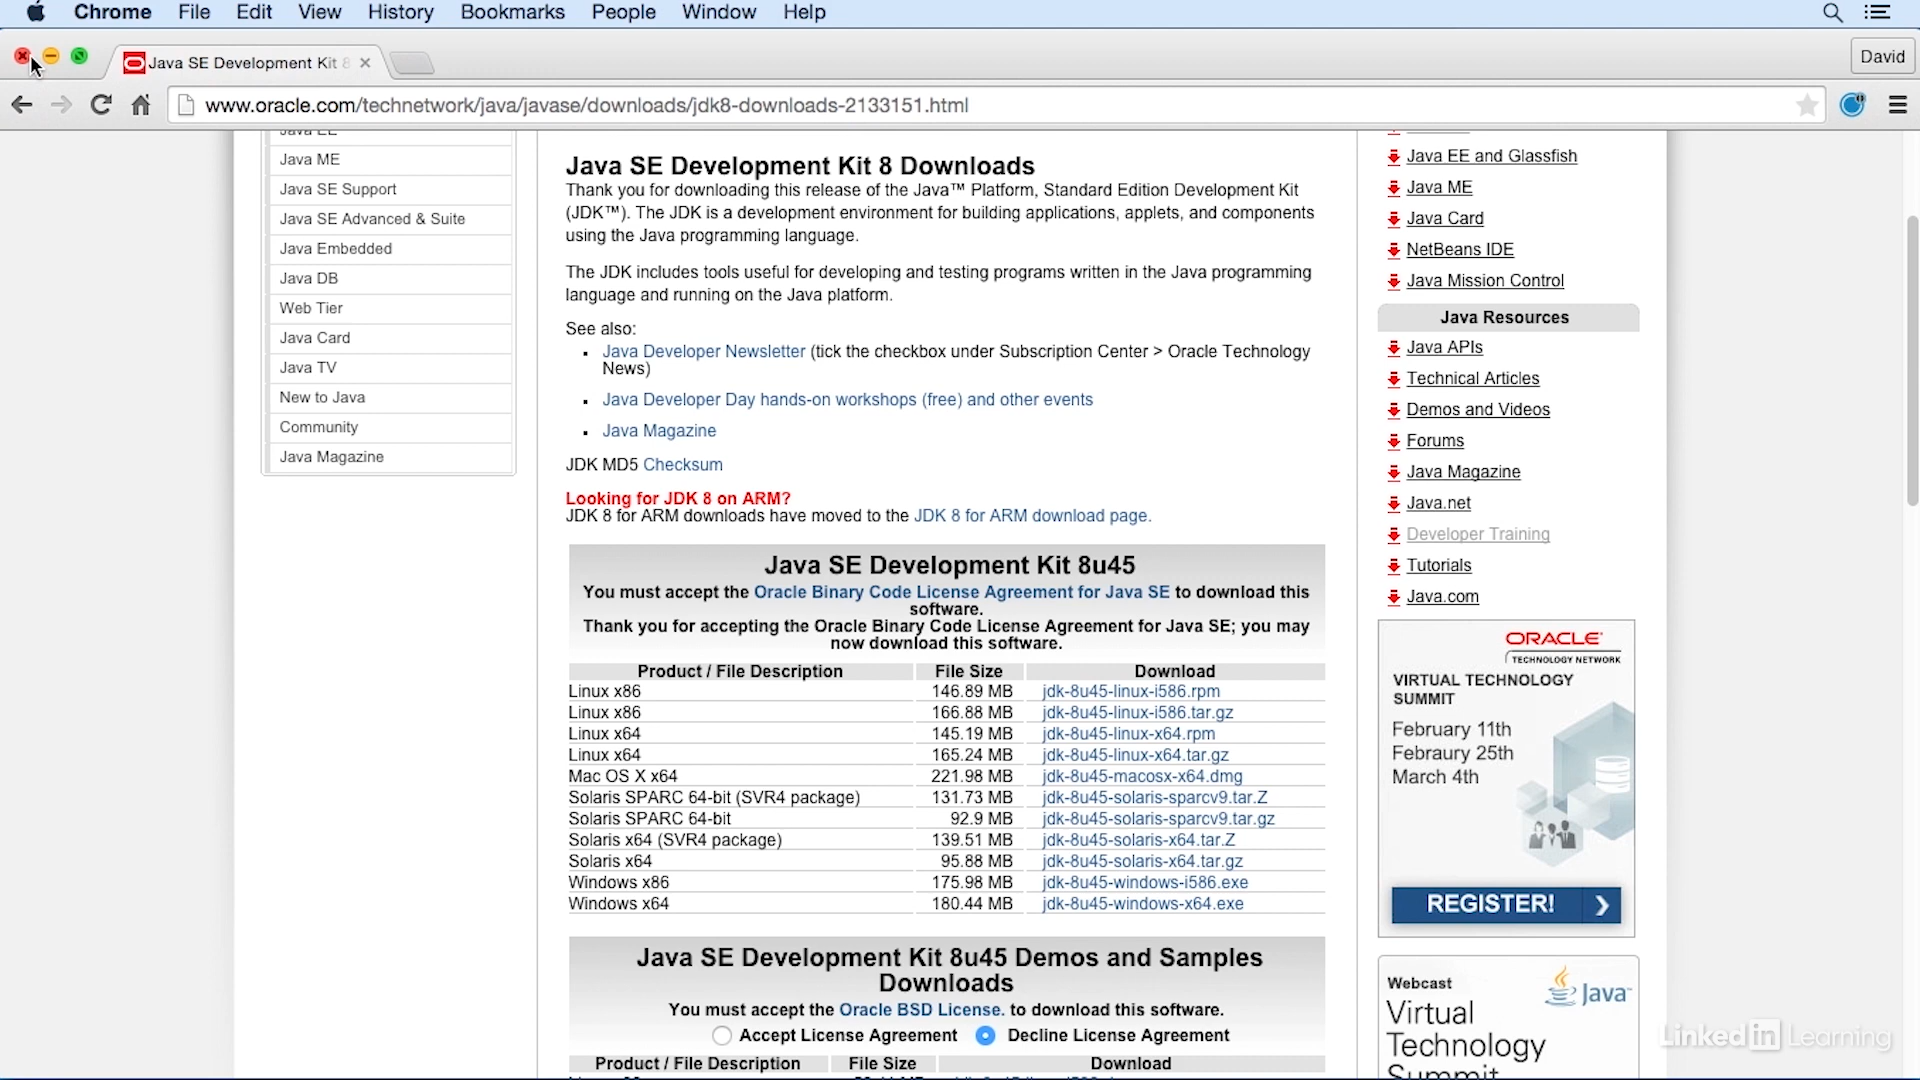 Chrome File Edit View History Bookmarks People Window Help
Java SE Development Kit 8
David
www.oracle.com/technetwork/java/javase/downloads/jdk8-downloads-2133151.html
Java EE
Java ME
Java SE Support
Java SE Advanced & Suite
Java Embedded
Java DB
Web Tier
Java Card
Java TV
New to Java
Community
Java Magazine
Java SE Development Kit 8 Downloads
Thank you for downloading this release of the Java™ Platform, Standard Edition Development Kit
(JDK™). The JDK is a development environment for building applications, applets, and components
using the Java programming language.
The JDK includes tools useful for developing and testing programs written in the Java programming
language and running on the Java platform.
See also:
Java Developer Newsletter (tick the checkbox under Subscription Center > Oracle Technology
News)
Java Developer Day hands-on workshops (free) and other events
Java Magazine
JDK MD5 Checksum
Looking for JDK 8 on ARM?
JDK 8 for ARM downloads have moved to the JDK 8 for ARM download page.
Java SE Development Kit 8u45
You must accept the Oracle Binary Code License Agreement for Java SE to download this
software.
Thank you for accepting the Oracle Binary Code License Agreement for Java SE; you may
now download this software.
Product / File Description File Size Download
Linux x86 146.89 MB jdk-8u45-linux-i586.rpm
Linux x86 166.88 MB jdk-8u45-linux-i586.tar.gz
Linux x64 145.19 MB jdk-8u45-linux-x64.rpm
Linux x64 165.24 MB jdk-8u45-linux-x64.tar.gz
Mac OS X x64 221.98 MB jdk-8u45-macosx-x64.dmg
Solaris SPARC 64-bit (SVR4 package) 131.73 MB jdk-8u45-solaris-sparcv9.tar.Z
Solaris SPARC 64-bit 92.9 MB jdk-8u45-solaris-sparcv9.tar.gz
Solaris x64 (SVR4 package) 139.51 MB jdk-8u45-solaris-x64.tar.Z
Solaris x64 95.88 MB jdk-8u45-solaris-x64.tar.gz
Windows x86 175.98 MB jdk-8u45-windows-i586.exe
Windows x64 180.44 MB jdk-8u45-windows-x64.exe
Java SE Development Kit 8u45 Demos and Samples
Downloads
You must accept the Oracle BSD License. to download this software.
Accept License Agreement Decline License Agreement
Product / File Description File Size Download
Java EE and Glassfish
Java ME
Java Card
NetBeans IDE
Java Mission Control
Java Resources
Java APIs
Technical Articles
Demos and Videos
Forums
Java Magazine
Java.net
Developer Training
Tutorials
Java.com
ORACLE
TECHNOLOGY NETWORK
VIRTUAL TECHNOLOGY
SUMMIT
February 11th
Febraury 25th
March 4th
REGISTER!
Webcast
Java
Virtual
Technology
Summit
LinkedIn Learning